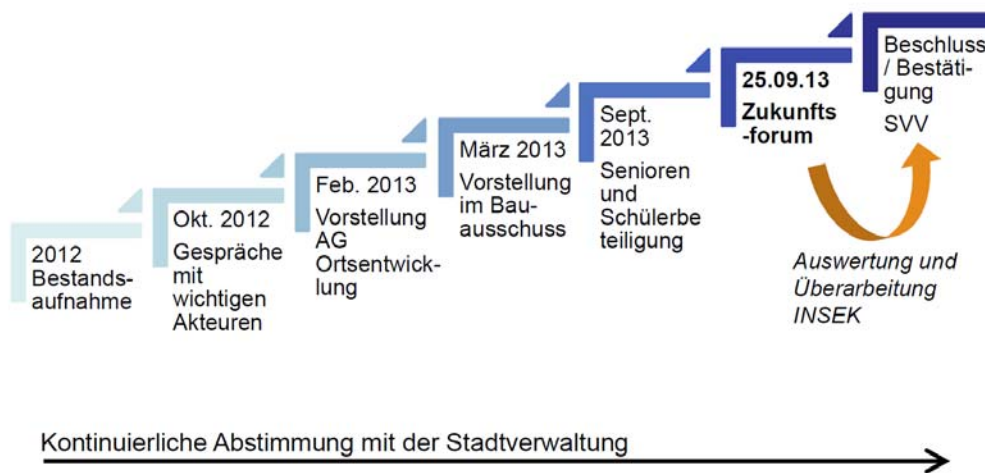 2012
Bestands-
aufnahme
Okt. 2012
Gespräche
mit
wichtigen
Akteuren
Feb. 2013
Vorstellung
AG
Ortsentwick-
lung
März 2013
Vorstellung
im Bau-
ausschuss
Sept.
2013
Senioren
und
Schülerbe
teiligung
25.09.13
Zukunfts
-forum
Beschluss
/ Bestäti-
gung
SVV
Auswertung und
Überarbeitung
INSEK
Kontinuierliche Abstimmung mit der Stadtverwaltung